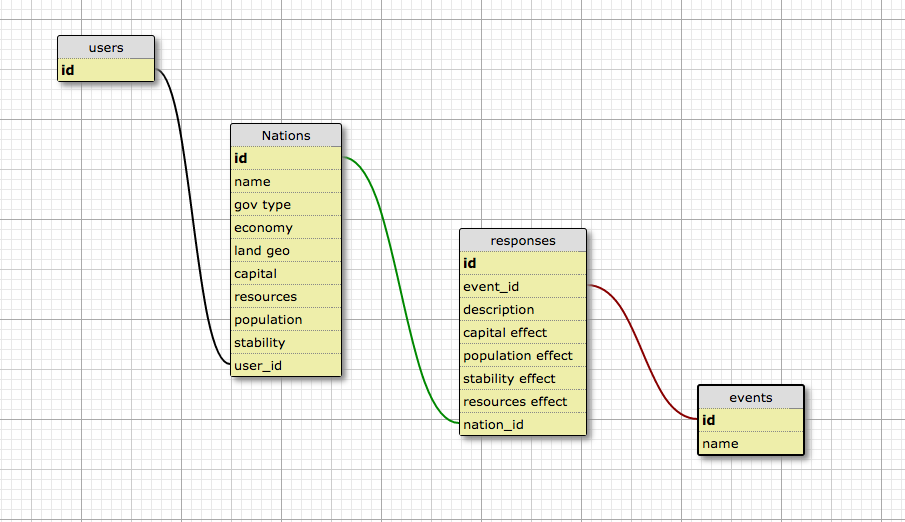 users
id
Nations
id
name
gov type
economy
land geo
capital
resources
population
stability
user_id
responses
id
event_id
description
capital effect
population effect
stability effect
resources effect
nation_id
events
id
name